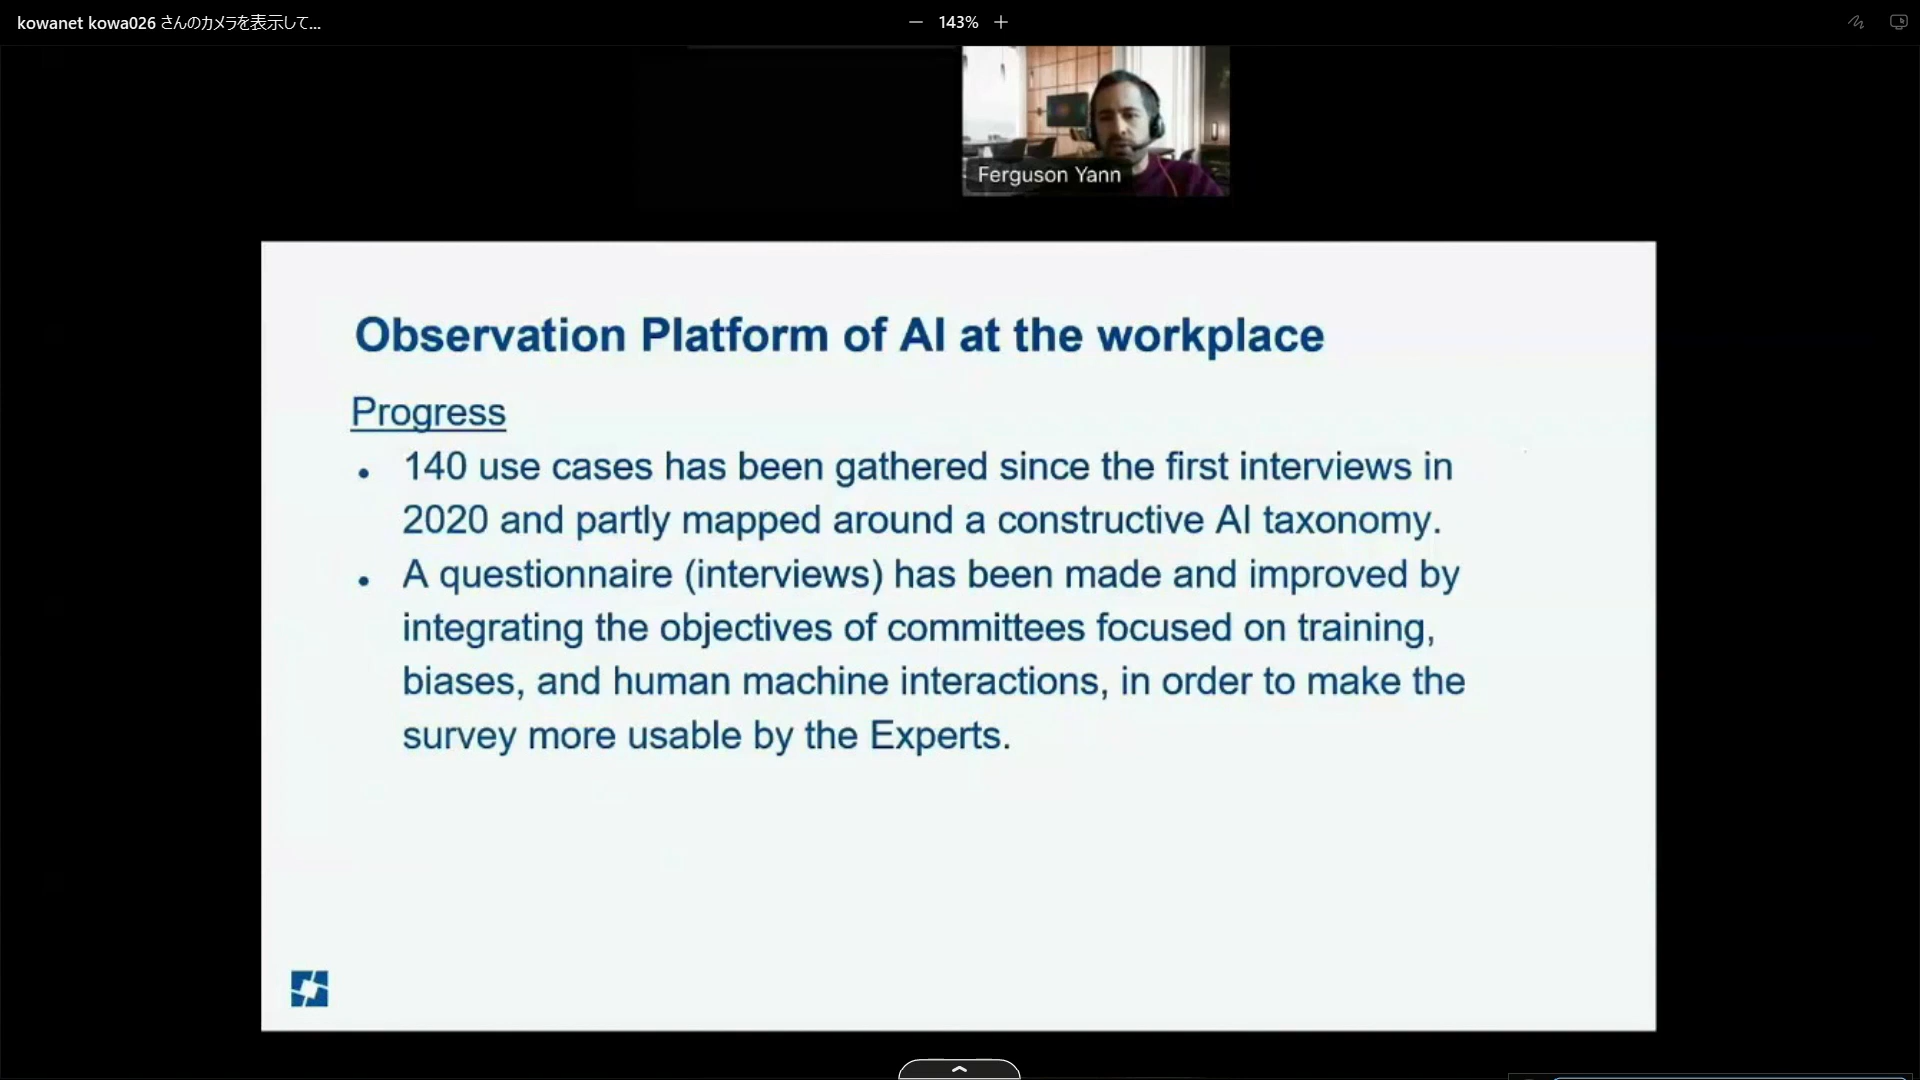 kowanet kowa026 さんのカメラを表示して...
143%
Ferguson Yann
Observation Platform of AI at the workplace
Progress
• 140 use cases has been gathered since the first interviews in
2020 and partly mapped around a constructive AI taxonomy.
• A questionnaire (interviews) has been made and improved by
integrating the objectives of committees focused on training,
biases, and human machine interactions, in order to make the
survey more usable by the Experts.